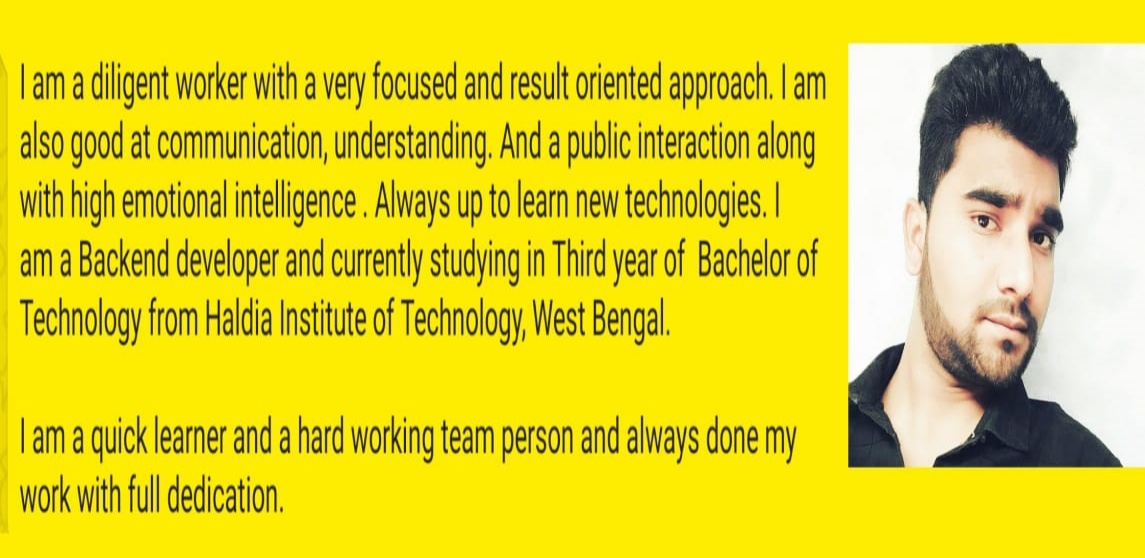 I am a diligent worker with a very focused and result oriented approach. I am
also good at communication, understanding. And a public interaction along
with high emotional intelligence . Always up to learn new technologies. I
am a Backend developer and currently studying in Third year of  Bachelor of
Technology from Haldia Institute of Technology, West Bengal.
I am a quick learner and a hard working team person and always done my
work with full dedication.